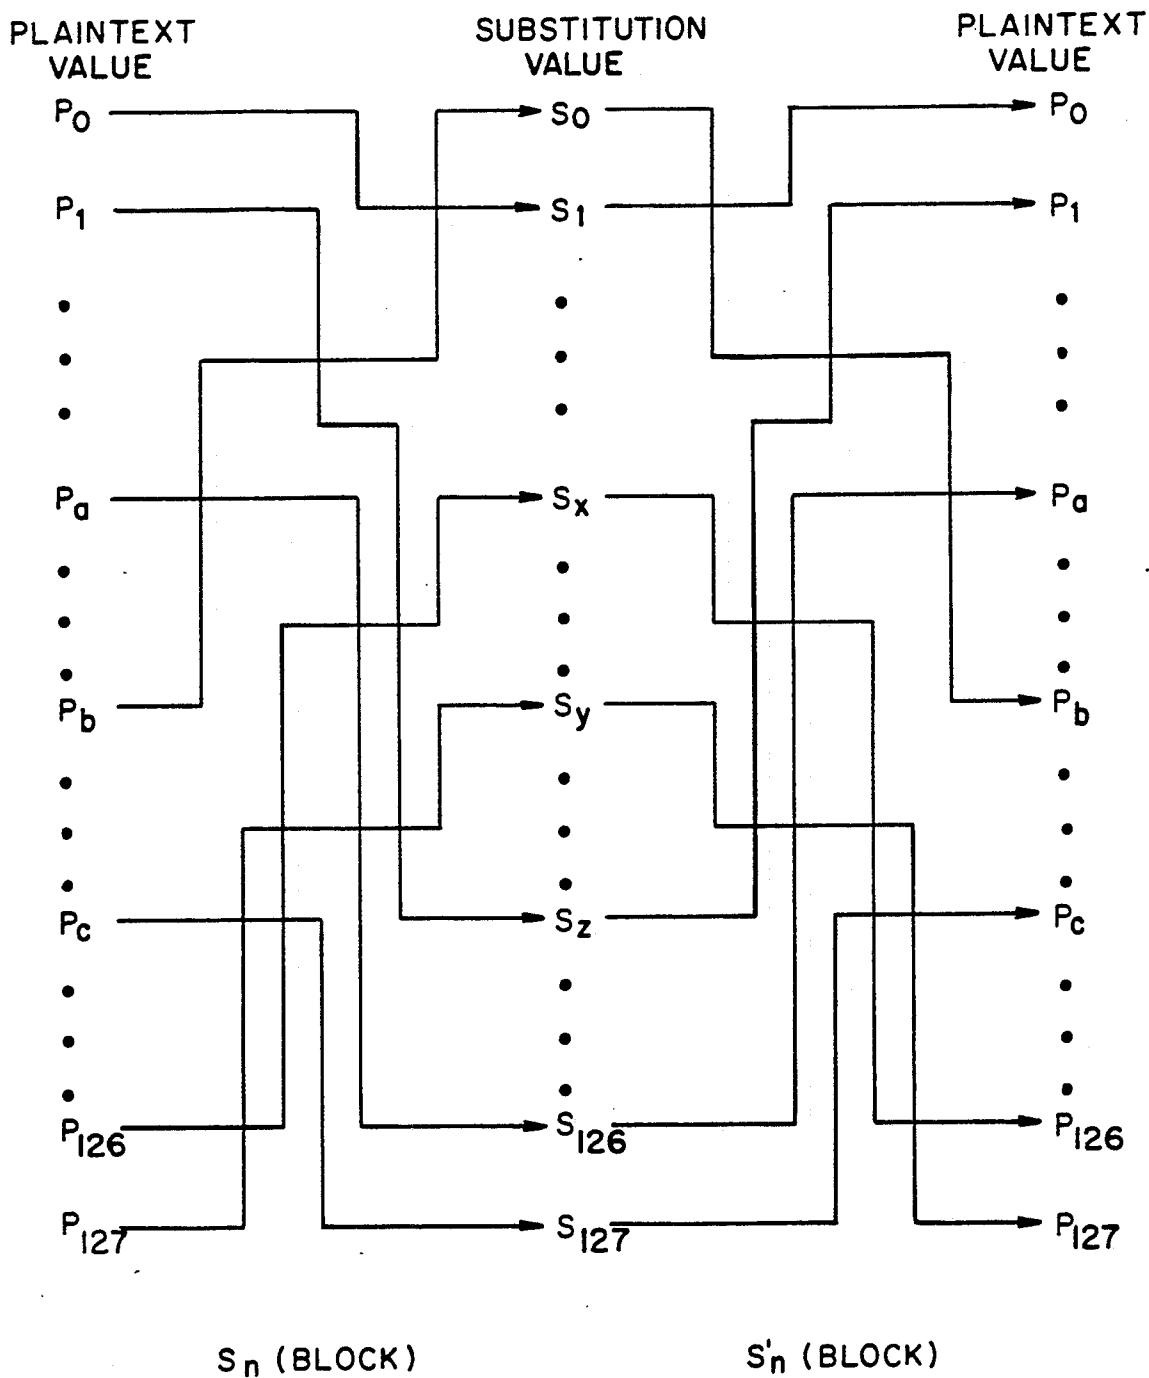 PLAINTEXT VALUE
SUBSTITUTION VALUE
PLAINTEXT VALUE
P0 S0 P0
P1 S1 P1
Pa Sx Pa
Pb Sy Pb
Pc Sz Pc
P126 S126 P126
P127 S127 P127
Sn (BLOCK) S'n (BLOCK)